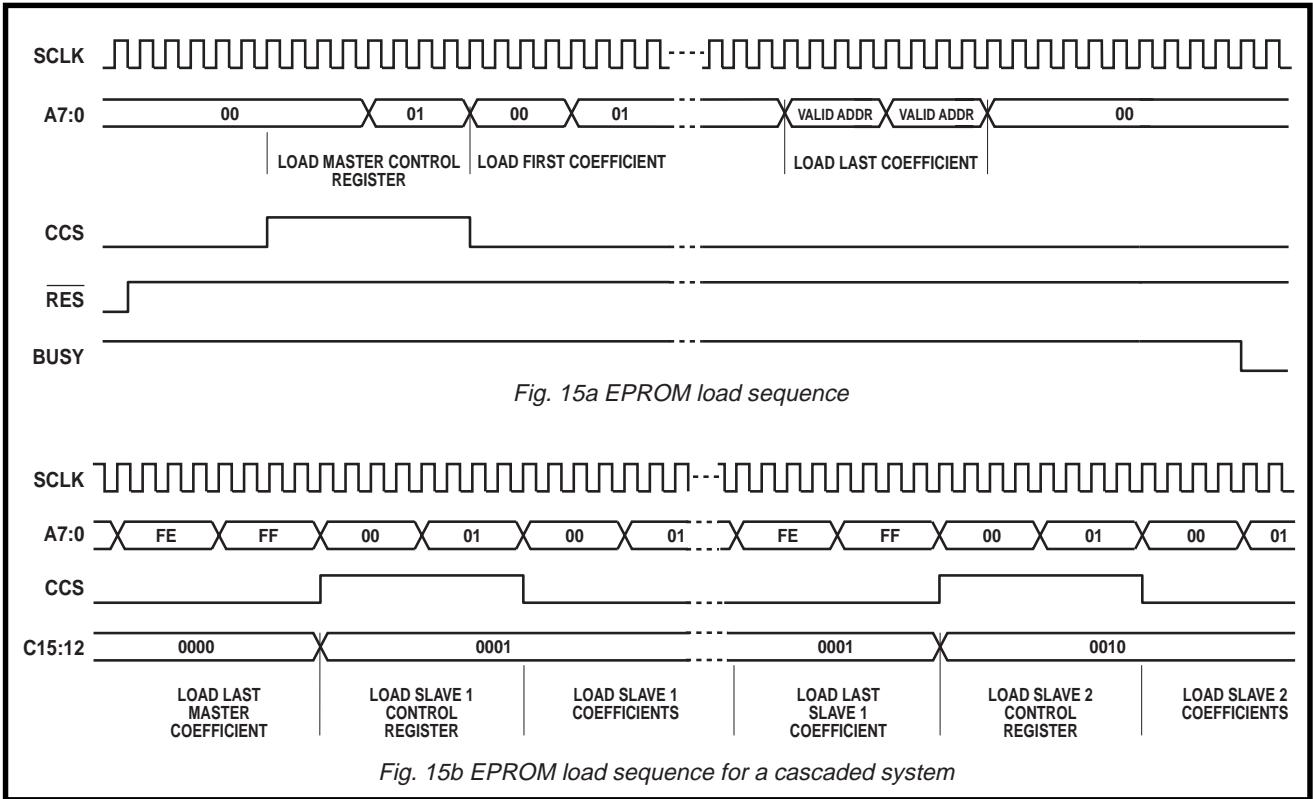 SCLK
A7:0 00 01 00 01 VALID ADDR VALID ADDR 00
LOAD MASTER CONTROL REGISTER LOAD FIRST COEFFICIENT LOAD LAST COEFFICIENT
CCS
RES
BUSY
Fig. 15a EPROM load sequence
SCLK
A7:0 FE FF 00 01 00 01 FE FF 00 01 00 01
CCS
C15:12 0000 0001 0001 0010
LOAD LAST MASTER COEFFICIENT LOAD SLAVE 1 CONTROL REGISTER LOAD SLAVE 1 COEFFICIENTS LOAD LAST SLAVE 1 COEFFICIENT LOAD SLAVE 2 CONTROL REGISTER LOAD SLAVE 2 COEFFICIENTS
Fig. 15b EPROM load sequence for a cascaded system